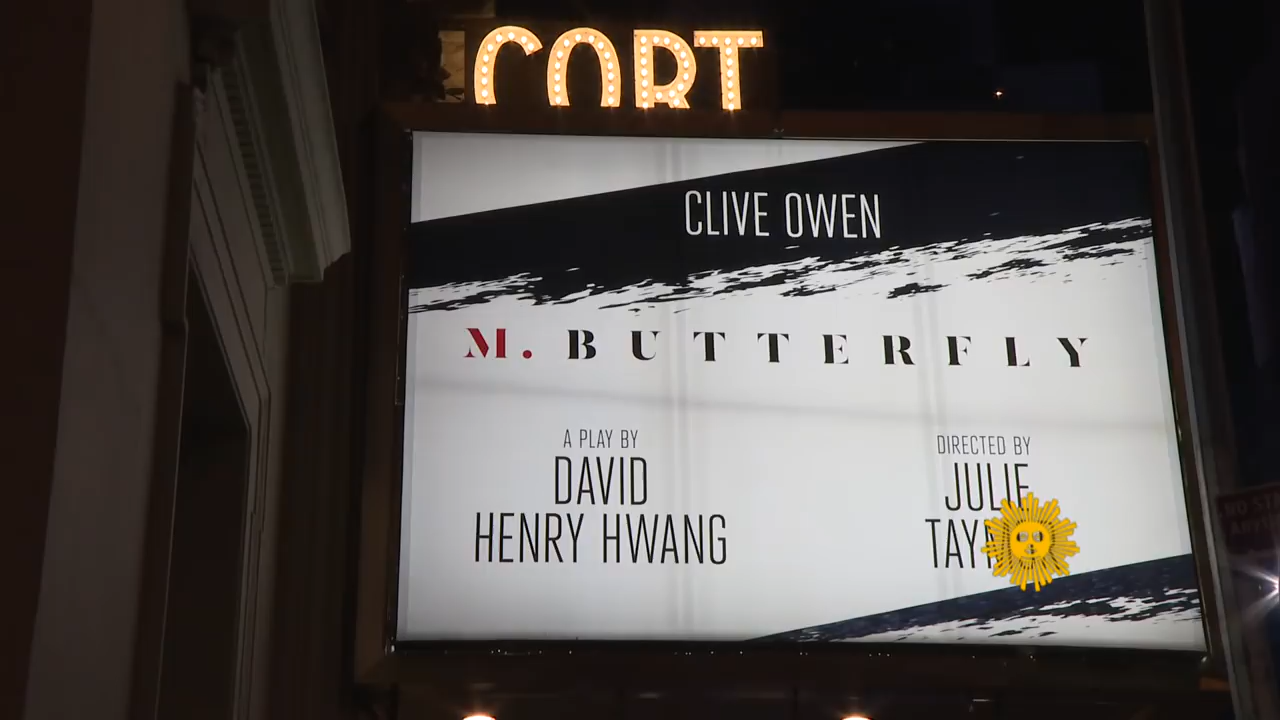 CORT
CLIVE OWEN
M. BUTTERFLY
A PLAY BY
DAVID
HENRY HWANG
DIRECTED BY
JULIE